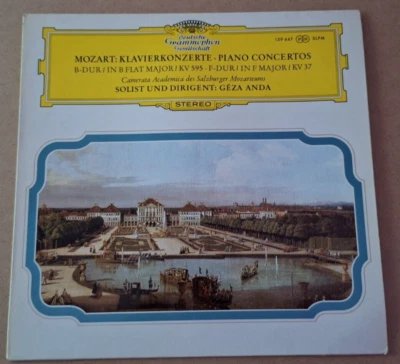 Deutsche
Grammophon
Gesellschaft
SLPM
MOZART: KLAVIERKONZERTE · PIANO CONCERTOS
B-DUR / IN B FLAT MAJOR / KV 595 · F-DUR / IN F MAJOR / KV 37
Camerata Academica des Salzburger Mozarteums
SOLIST UND DIRIGENT: GÉZA ANDA
STEREO